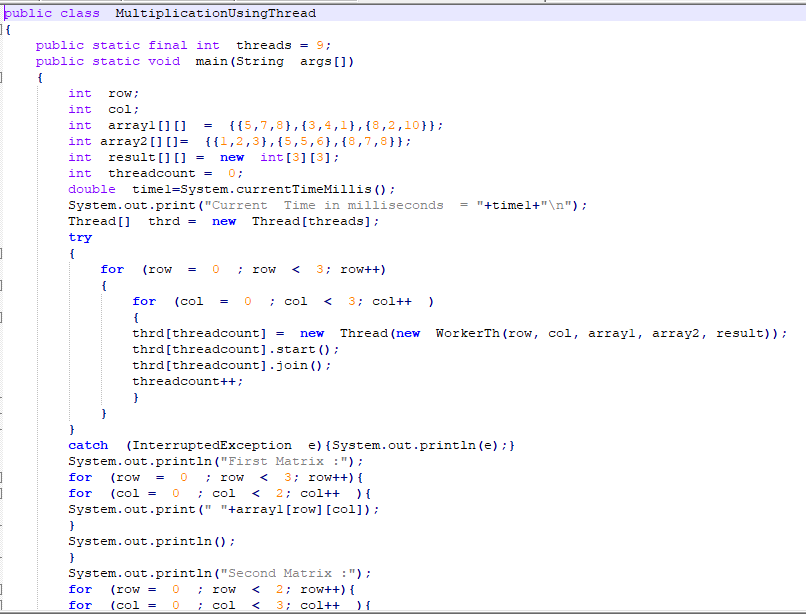 public class MultiplicationUsingThread
{
public static final int threads = 9;
public static void main(String args[])
{
int row;
int col;
int array1[][] = {{5,7,8},{3,4,1},{8,2,10}};
int array2[][]= {{1,2,3},{5,5,6},{8,7,8}};
int result[][] = new int[3][3];
int threadcount = 0;
double time1=System.currentTimeMillis();
System.out.print("Current Time in milliseconds = "+time1+"\n");
Thread[] thrd = new Thread[threads];
try
{
for (row = 0 ; row < 3; row++)
{
for (col = 0 ; col < 3; col++ )
{
thrd[threadcount] = new Thread(new WorkerTh(row, col, array1, array2, result));
thrd[threadcount].start();
thrd[threadcount].join();
threadcount++;
}
}
}
catch (InterruptedException e){System.out.println(e);}
System.out.println("First Matrix :");
for (row = 0 ; row < 3; row++){
for (col = 0 ; col < 2; col++ ){
System.out.print(" "+array1[row][col]);
}
System.out.println();
}
System.out.println("Second Matrix :");
for (row = 0 ; row < 2; row++){
for (col = 0 ; col < 3; col++ ){